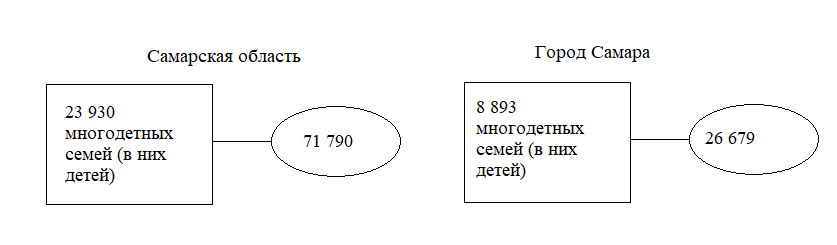 Самарская область
23 930
многодетных
семей (в них
детей)
71 790
Город Самара
8 893
многодетных
семей (в них
детей)
26 679